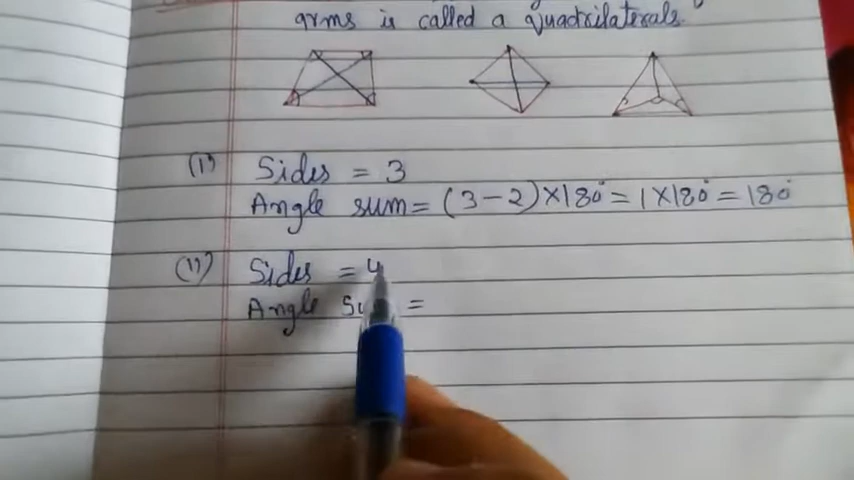 arms is called a quadrilaterals.
(i) Sides = 3
Angle sum = (3-2)×180° = 1×180° = 180°
(ii) Sides = 4
Angle =